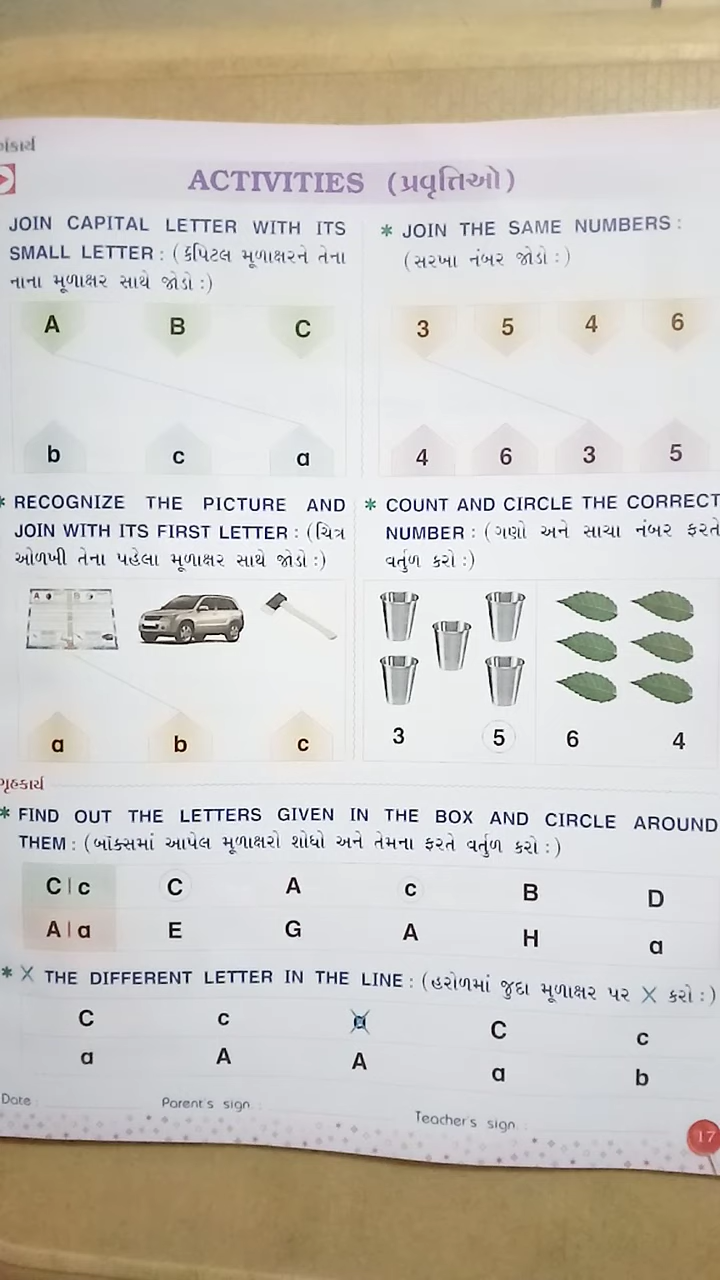 ACTIVITIES (પ્રવૃત્તિઓ)
JOIN CAPITAL LETTER WITH ITS
SMALL LETTER : (કૅપિટલ મૂળાક્ષરને તેના
નાના મૂળાક્ષર સાથે જોડો :)
A B C
b c a
* JOIN THE SAME NUMBERS :
(સરખા નંબર જોડો :)
3 5 4 6
4 6 3 5
* RECOGNIZE THE PICTURE AND
JOIN WITH ITS FIRST LETTER : (ચિત્ર
ઓળખી તેના પહેલા મૂળાક્ષર સાથે જોડો :)
A B
a b c
* COUNT AND CIRCLE THE CORRECT
NUMBER : (ગણો અને સાચા નંબર ફરતે
વર્તુળ કરો :)
3 5 6 4
ગૃહકાર્ય
* FIND OUT THE LETTERS GIVEN IN THE BOX AND CIRCLE AROUND
THEM : (બૉક્સમાં આપેલ મૂળાક્ષરો શોધો અને તેમના ફરતે વર્તુળ કરો :)
C | c C A c B D
A | a E G A H a
* X THE DIFFERENT LETTER IN THE LINE : (હરોળમાં જુદા મૂળાક્ષર પર X કરો :)
C c a C c
a A A a b
Date : Parent's sign : Teacher's sign :
17